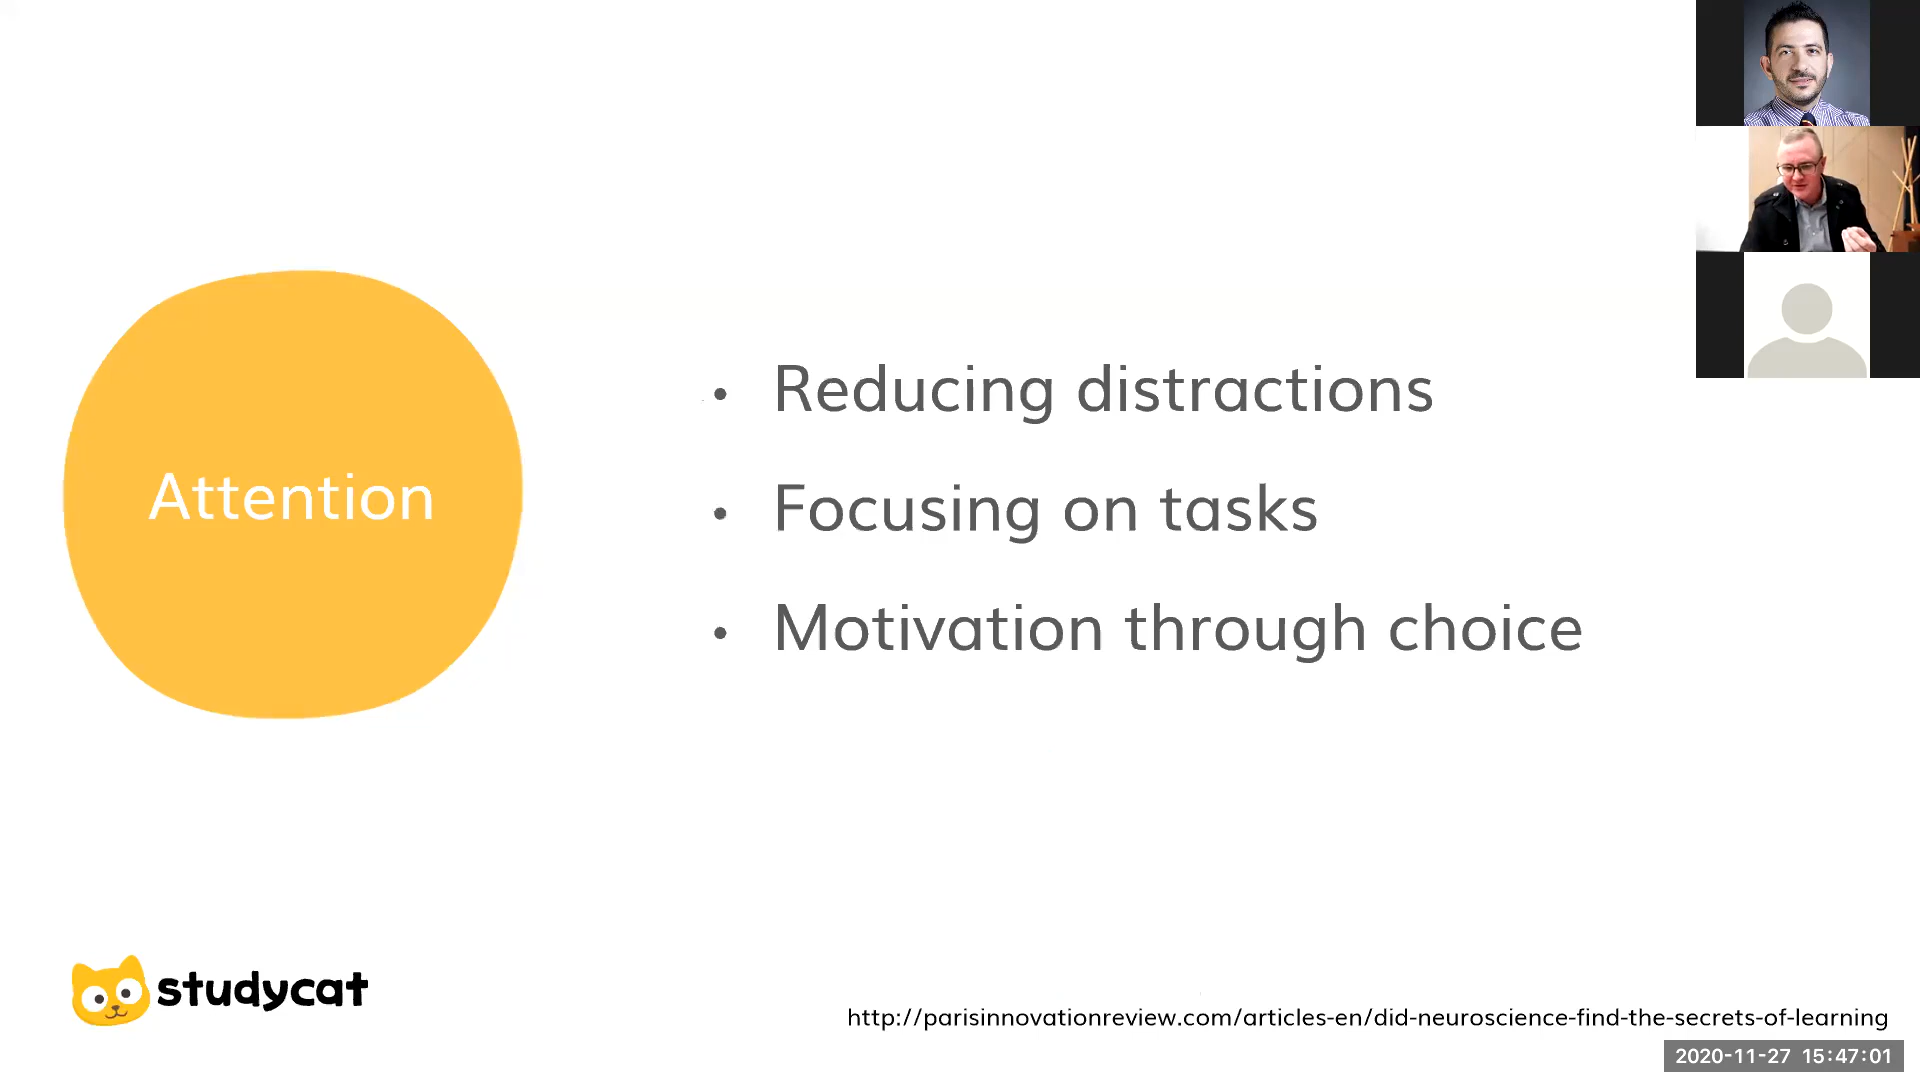 Attention
• Reducing distractions
• Focusing on tasks
• Motivation through choice
studycat
http://parisinnovationreview.com/articles-en/did-neuroscience-find-the-secrets-of-learning
2020-11-27 15:47:01